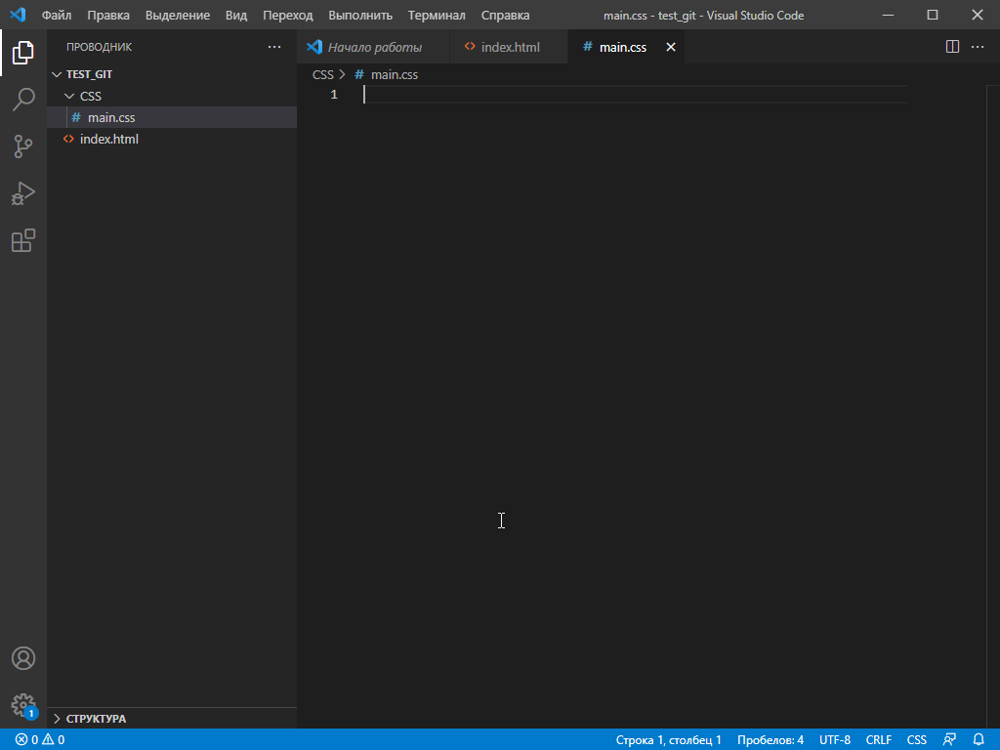 Файл Правка Выделение Вид Переход Выполнить Терминал Справка main.css - test_git - Visual Studio Code
ПРОВОДНИК
Начало работы index.html # main.css
TEST_GIT
CSS
# main.css
index.html
CSS > # main.css
1
СТРУКТУРА
1
0 0 Строка 1, столбец 1 Пробелов: 4 UTF-8 CRLF CSS